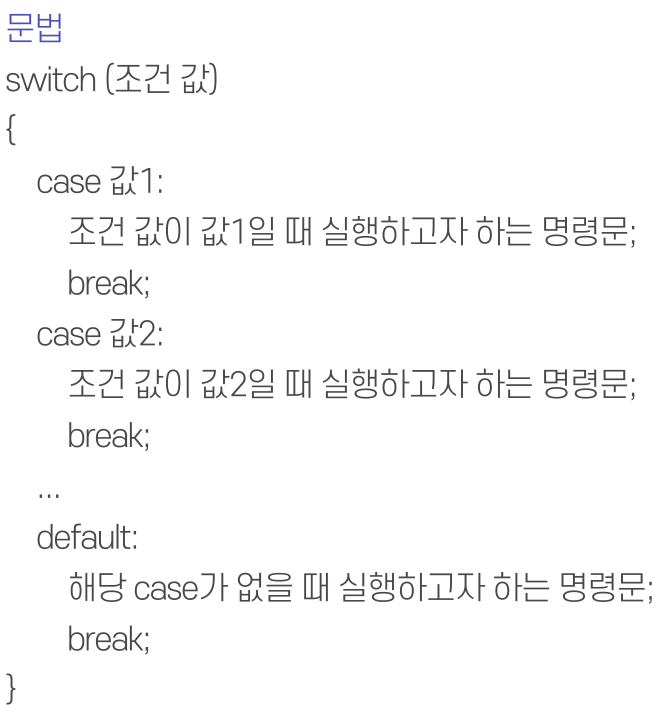 문법
switch (조건 값)
{
case 값1:
조건 값이 값1일 때 실행하고자 하는 명령문;
break;
case 값2:
조건 값이 값2일 때 실행하고자 하는 명령문;
break;
...
default:
해당 case가 없을 때 실행하고자 하는 명령문;
break;
}